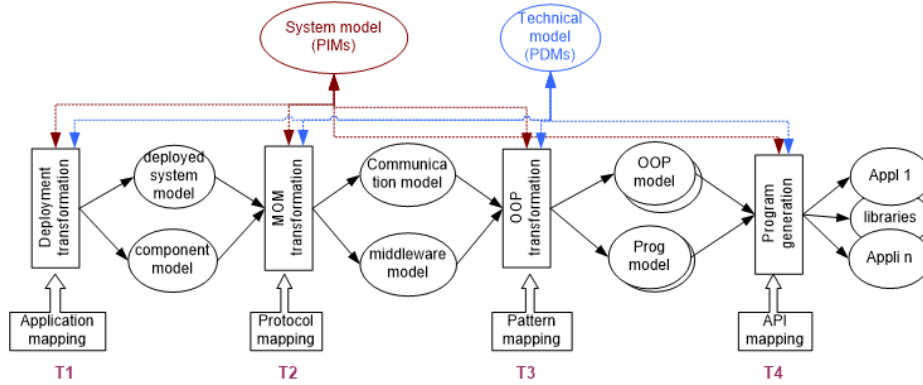 System model
(PIMs)
Technical
model
(PDMs)
Deployment
transformation
deployed
system
model
component
model
MOM
transformation
Communica
tion model
middleware
model
OOP
transformation
OOP
model
Prog
model
Program
generation
Appl 1
libraries
Appli n
Application
mapping
Protocol
mapping
Pattern
mapping
API
mapping
T1
T2
T3
T4